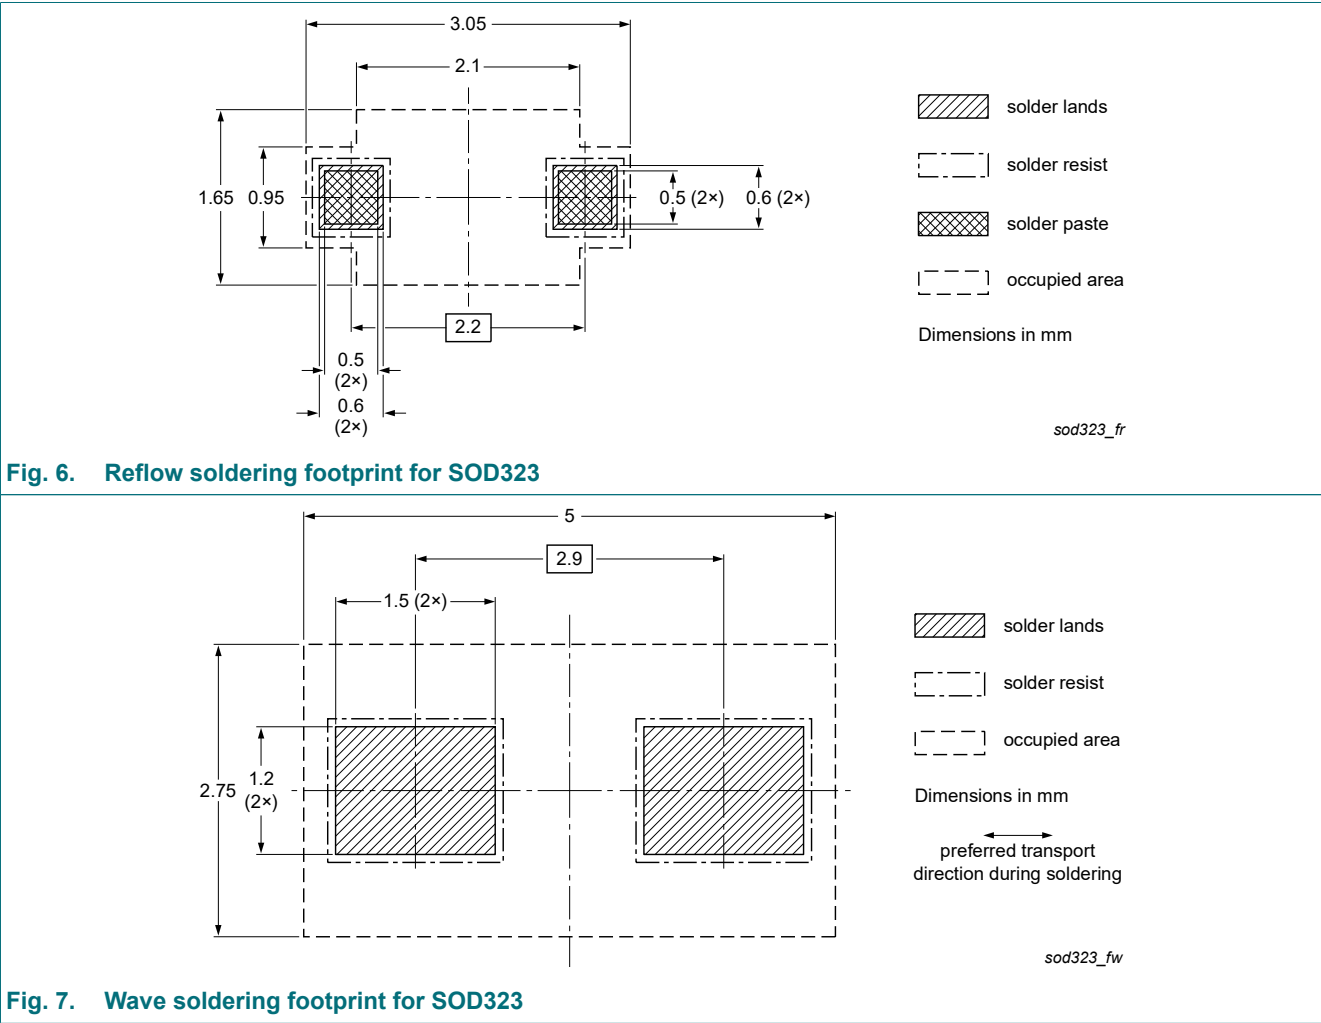 3.05
2.1
1.65
0.95
0.5 (2×)
0.6 (2×)
2.2
0.5
(2×)
0.6
(2×)
solder lands
solder resist
solder paste
occupied area
Dimensions in mm
sod323_fr
Fig. 6. Reflow soldering footprint for SOD323
5
2.9
1.5 (2×)
2.75
1.2
(2×)
solder lands
solder resist
occupied area
Dimensions in mm
preferred transport
direction during soldering
sod323_fw
Fig. 7. Wave soldering footprint for SOD323